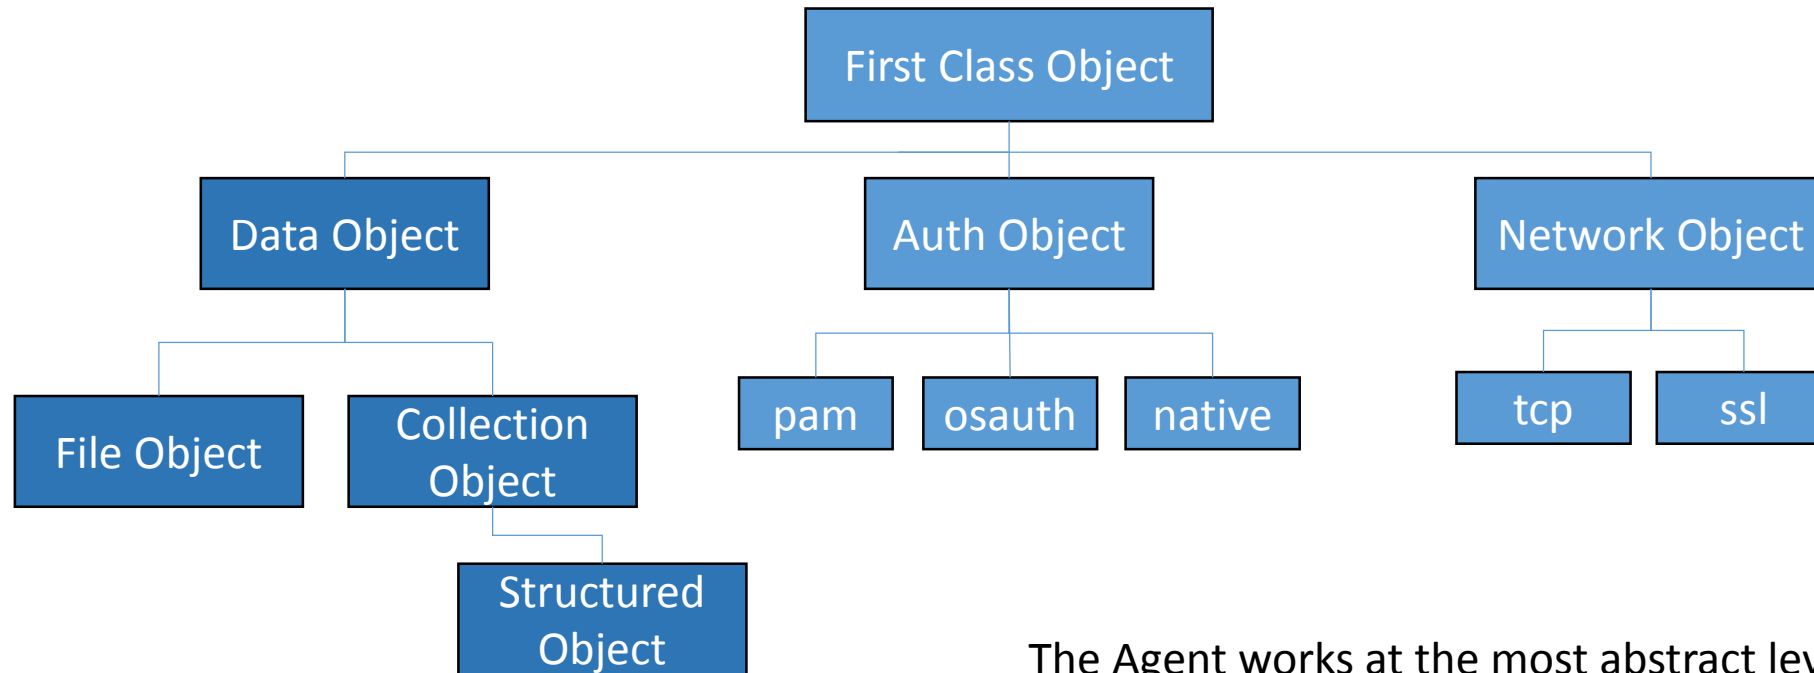 First Class Object
Data Object
Auth Object
Network Object
File Object
Collection
Object
pam
osauth
native
tcp
ssl
Structured
Object
The Agent works at the most abstract